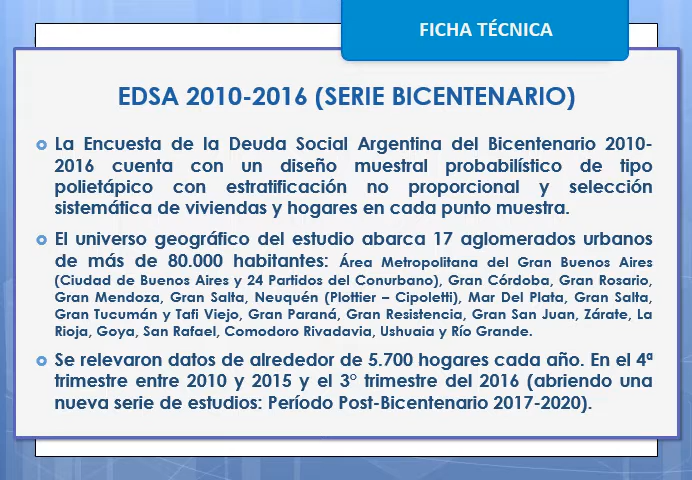 FICHA TÉCNICA
EDSA 2010-2016 (SERIE BICENTENARIO)
La Encuesta de la Deuda Social Argentina del Bicentenario 2010-
2016 cuenta con un diseño muestral probabilístico de tipo
polietápico con estratificación no proporcional y selección
sistemática de viviendas y hogares en cada punto muestra.
El universo geográfico del estudio abarca 17 aglomerados urbanos
de más de 80.000 habitantes: Área Metropolitana del Gran Buenos Aires
(Ciudad de Buenos Aires y 24 Partidos del Conurbano), Gran Córdoba, Gran Rosario,
Gran Mendoza, Gran Salta, Neuquén (Plottier – Cipoletti), Mar Del Plata, Gran Salta,
Gran Tucumán y Tafi Viejo, Gran Paraná, Gran Resistencia, Gran San Juan, Zárate, La
Rioja, Goya, San Rafael, Comodoro Rivadavia, Ushuaia y Río Grande.
Se relevaron datos de alrededor de 5.700 hogares cada año. En el 4ª
trimestre entre 2010 y 2015 y el 3° trimestre del 2016 (abriendo una
nueva serie de estudios: Período Post-Bicentenario 2017-2020).